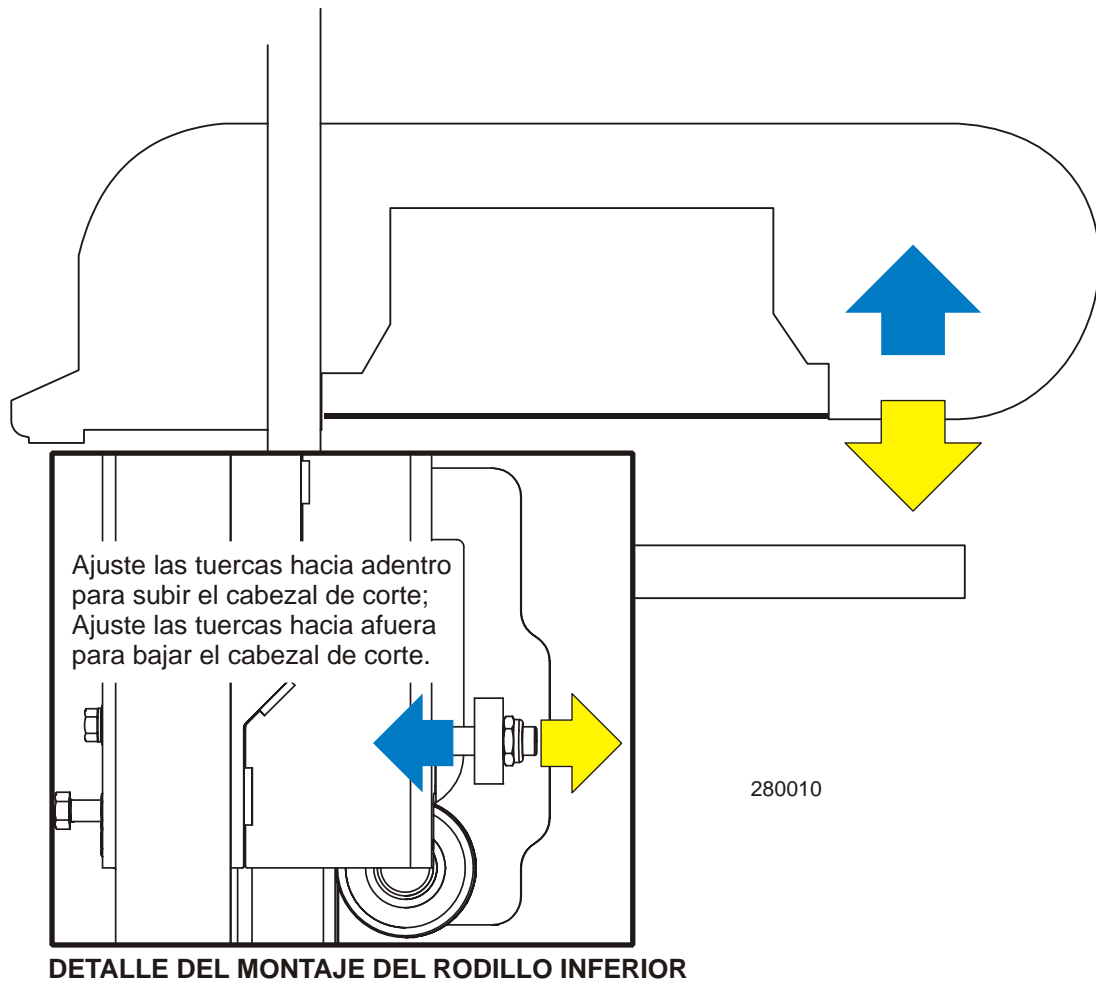 Ajuste las tuercas hacia adentro
para subir el cabezal de corte;
Ajuste las tuercas hacia afuera
para bajar el cabezal de corte.
280010
DETALLE DEL MONTAJE DEL RODILLO INFERIOR